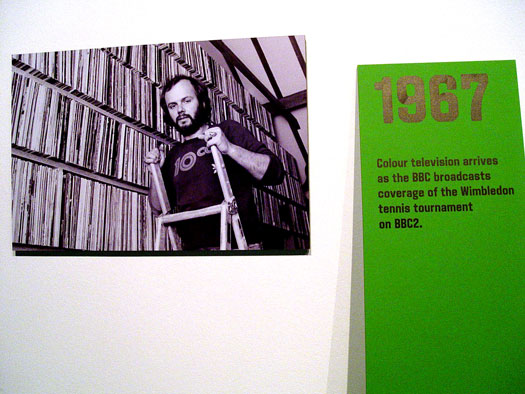 1967
Colour television arrives
as the BBC broadcasts
coverage of the Wimbledon
tennis tournament
on BBC2.